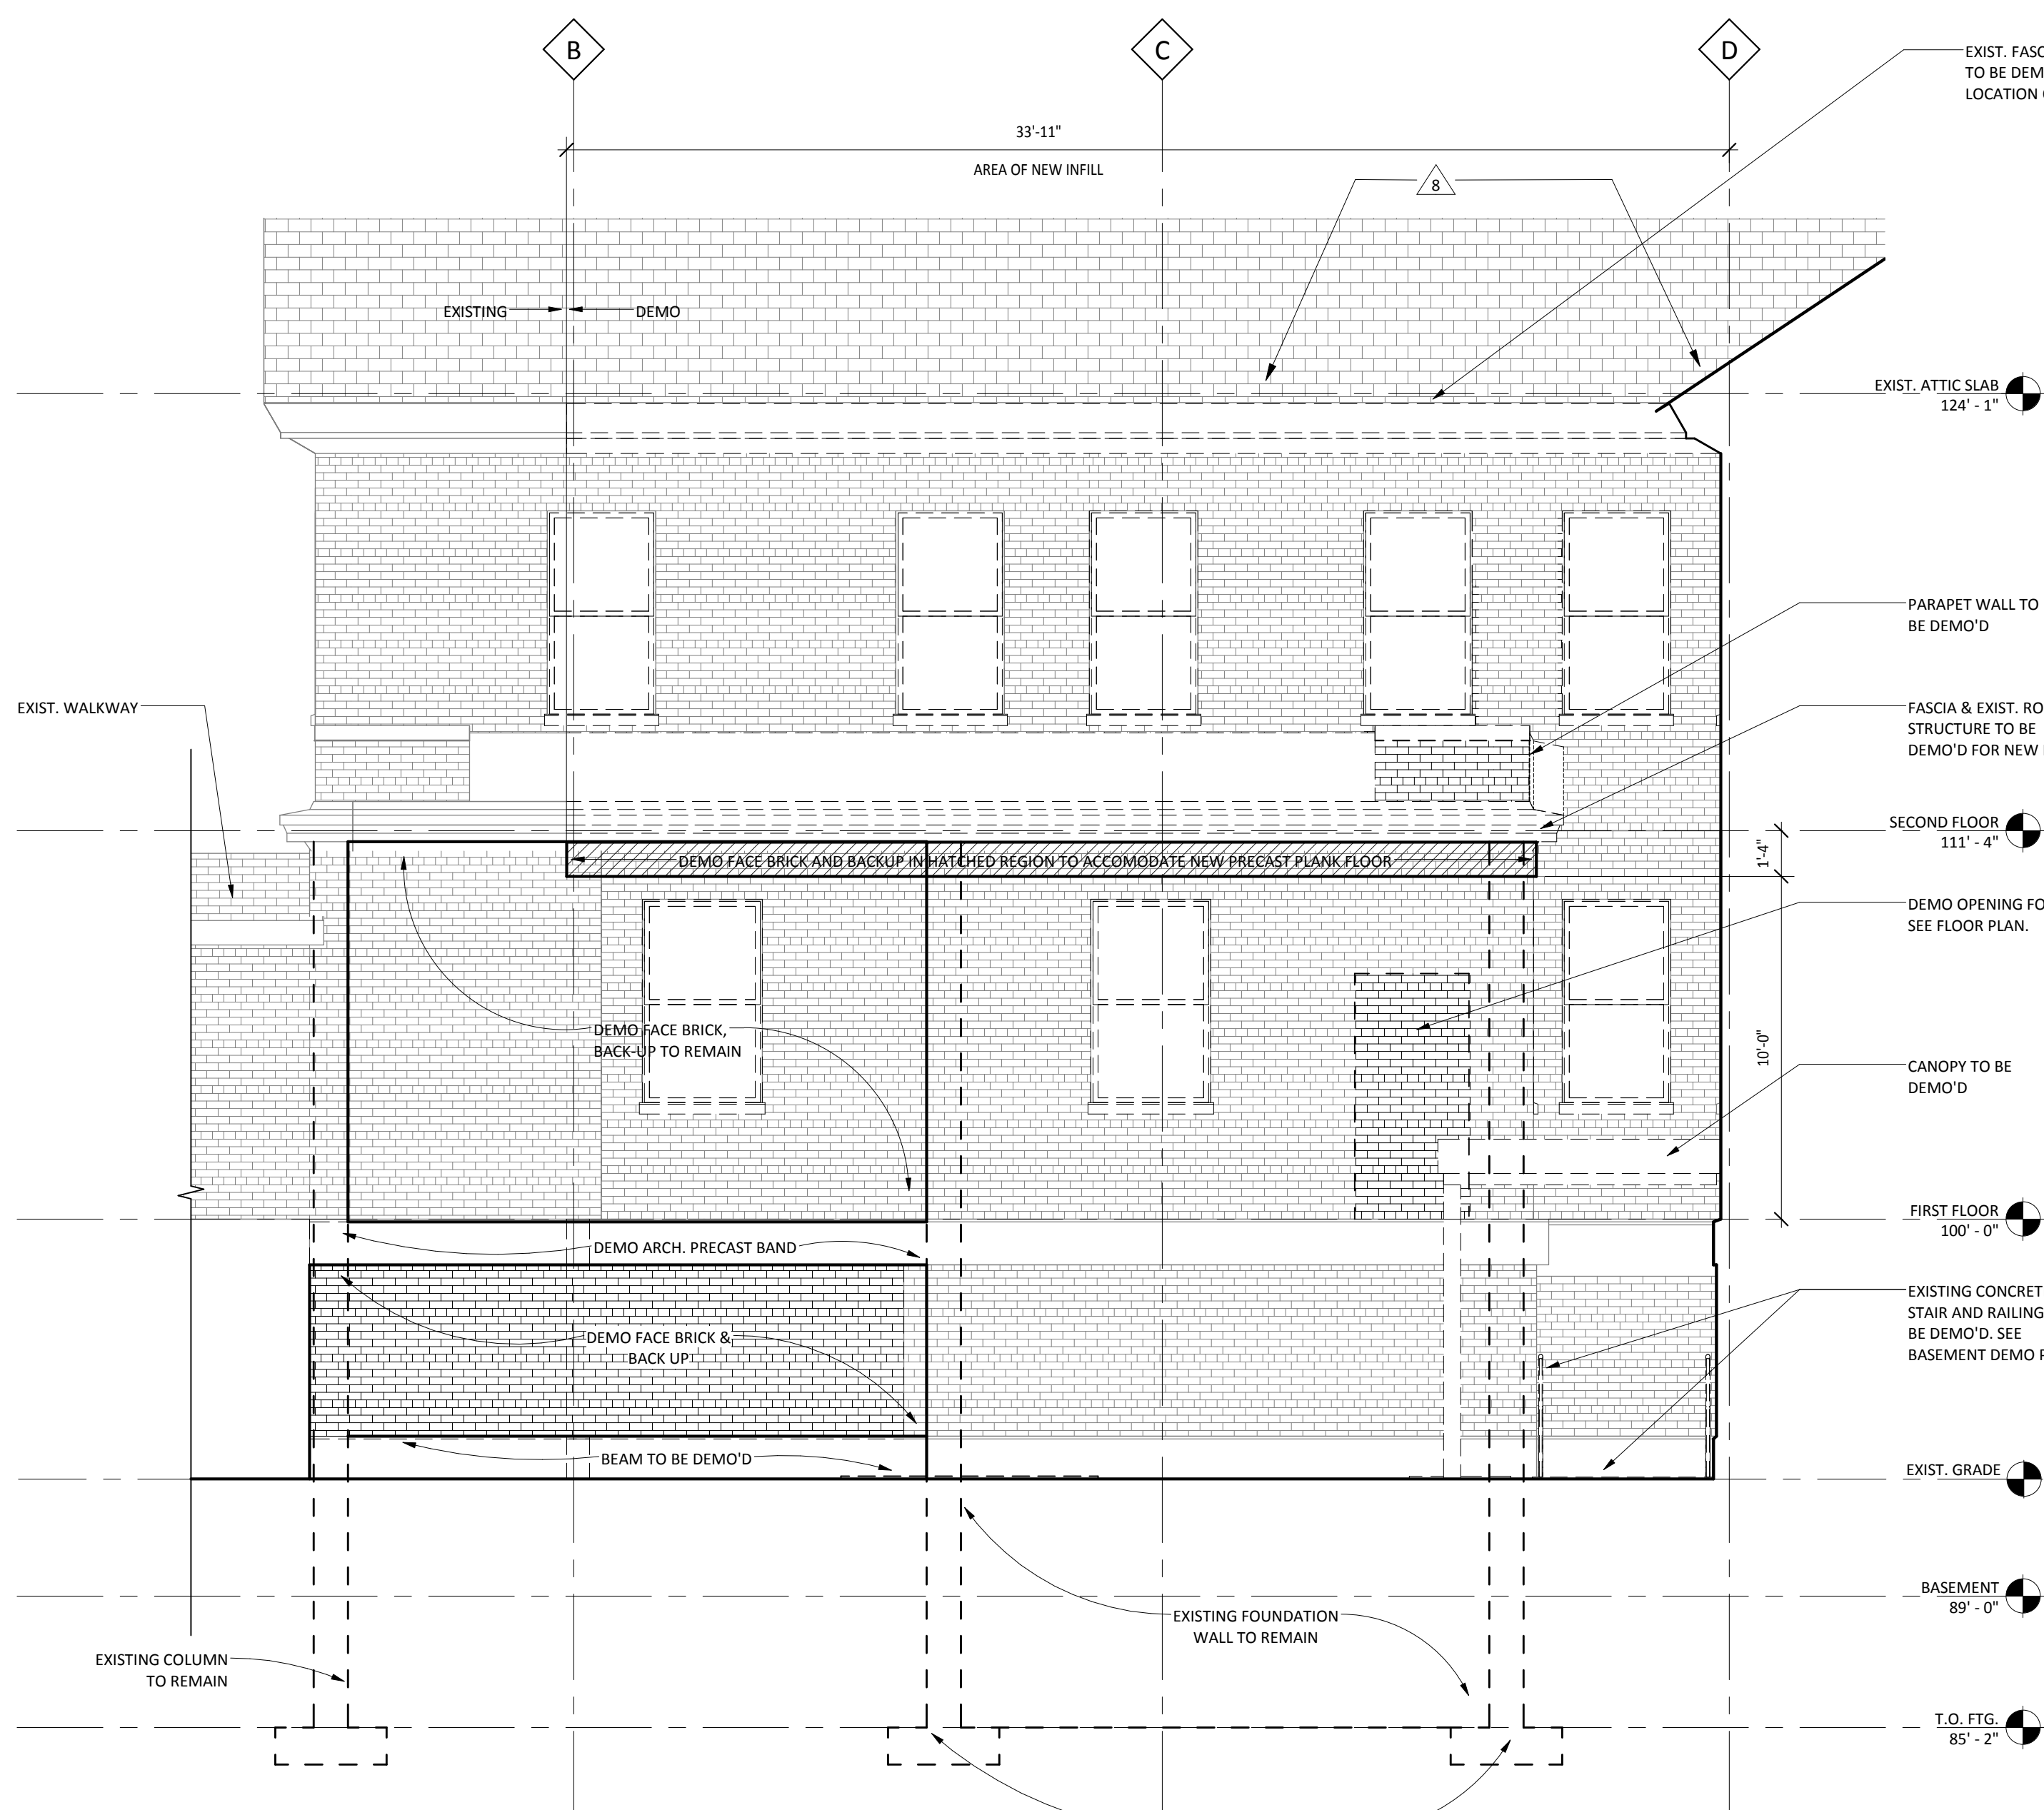 B
C
D
EXIST.
TO BE
LOCATION
33'-11"
AREA OF NEW INFILL
8
EXISTING
DEMO
EXIST. ATTIC SLAB
124' - 1"
PARAPET WALL TO
BE DEMO'D
EXIST. WALKWAY
FASCIA & EXIST.
STRUCTURE TO BE
DEMO'D FOR NEW
SECOND FLOOR
111' - 4"
1'-4"
DEMO FACE BRICK AND BACKUP IN HATCHED REGION TO ACCOMODATE NEW PRECAST PLANK FLOOR
DEMO OPENING
SEE FLOOR PLAN.
DEMO FACE BRICK,
BACK-UP TO REMAIN
10'-0"
CANOPY TO BE
DEMO'D
FIRST FLOOR
100' - 0"
DEMO ARCH. PRECAST BAND
EXISTING
STAIR AND RAILING
BE DEMO'D. SEE
BASEMENT DEMO
DEMO FACE BRICK &
BACK UP
BEAM TO BE DEMO'D
EXIST. GRADE
BASEMENT
89' - 0"
EXISTING FOUNDATION
WALL TO REMAIN
EXISTING COLUMN
TO REMAIN
T.O. FTG.
85' - 2"